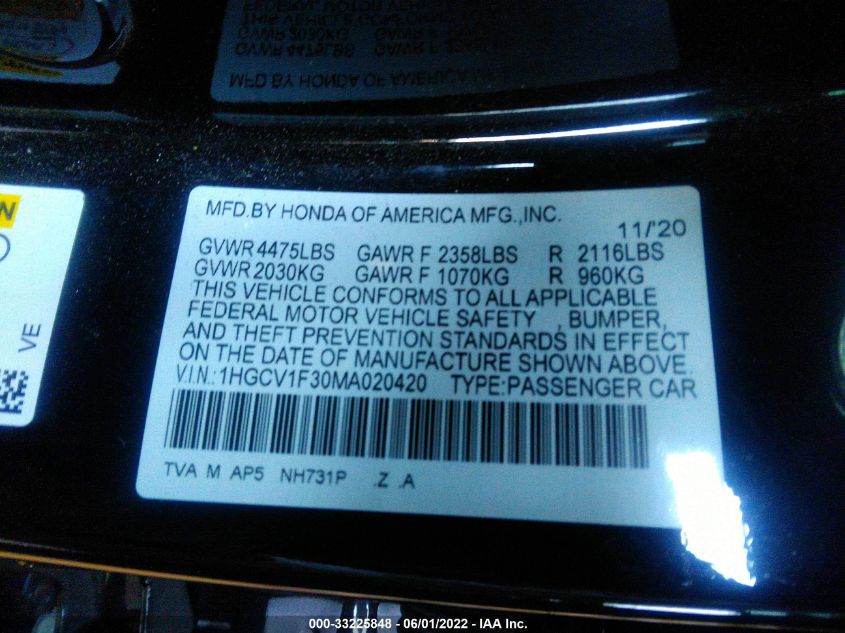 MFD.BY HONDA OF AMERICA MFG.,INC.
11/'20
GVWR 4475LBS GAWR F 2358LBS R 2116LBS
GVWR 2030KG GAWR F 1070KG R 960KG
THIS VEHICLE CONFORMS TO ALL APPLICABLE
FEDERAL MOTOR VEHICLE SAFETY , BUMPER,
AND THEFT PREVENTION STANDARDS IN EFFECT
ON THE DATE OF MANUFACTURE SHOWN ABOVE.
V.I.N.:1HGCV1F30MA020420 TYPE:PASSENGER CAR
TVA M AP5 NH731P .Z .A
VE
000-33225848 - 06/01/2022 - IAA Inc.